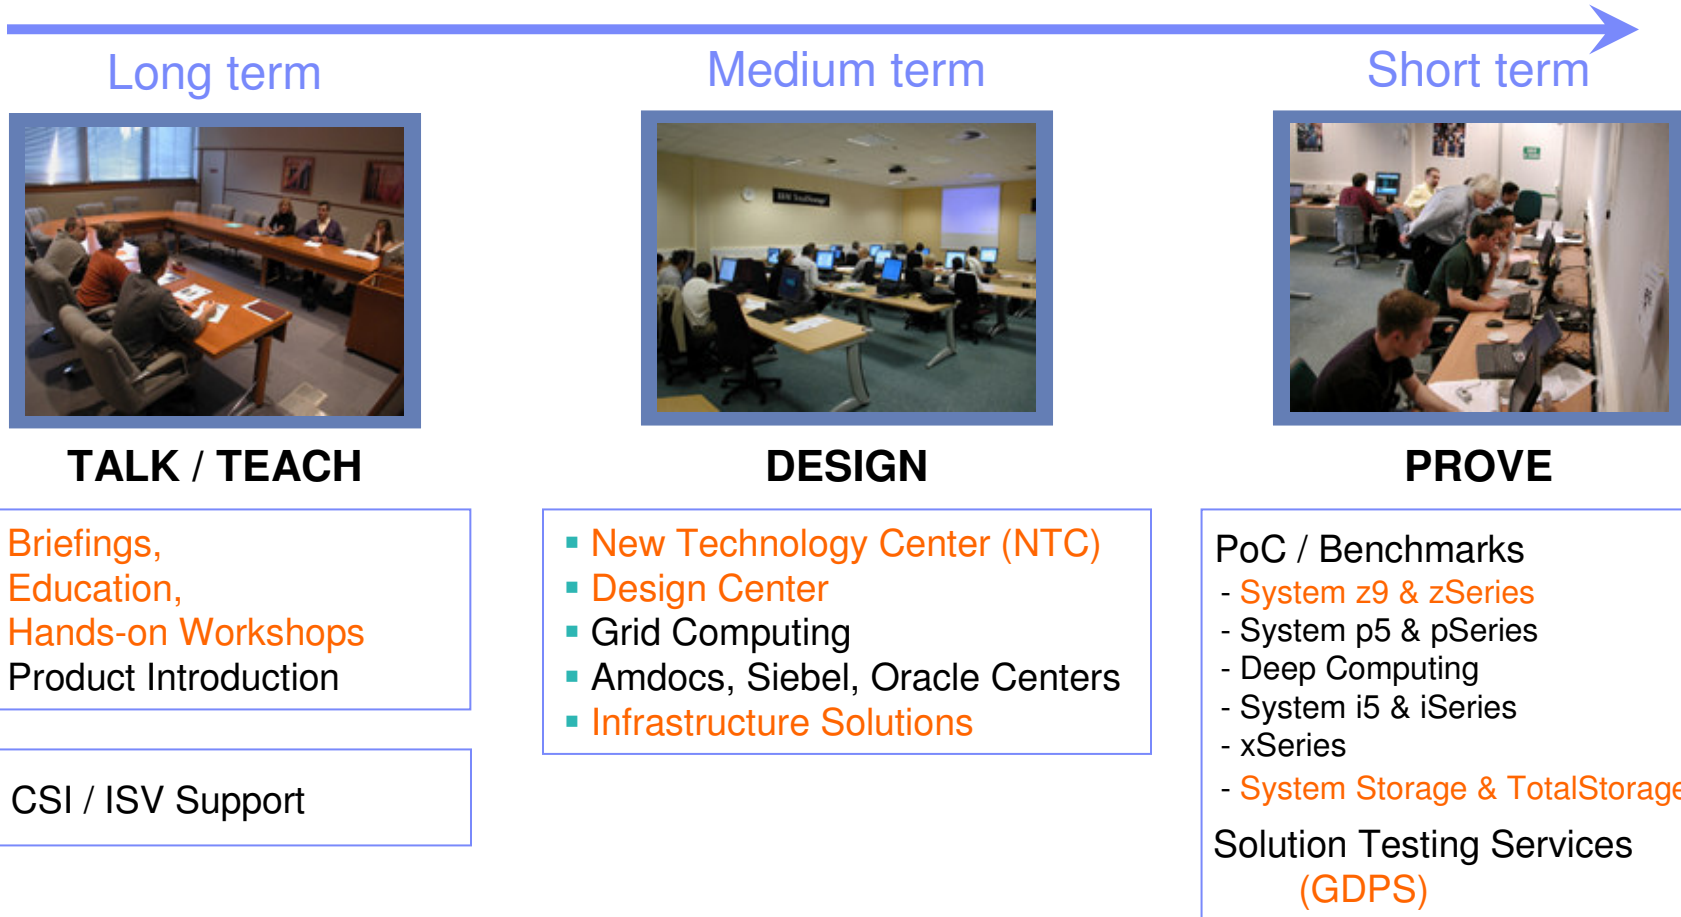 Long term
Medium term
Short term
IBM TotalStorage
TALK / TEACH
DESIGN
PROVE
Briefings,
Education,
Hands-on Workshops
Product Introduction
CSI / ISV Support
▪ New Technology Center (NTC)
▪ Design Center
▪ Grid Computing
▪ Amdocs, Siebel, Oracle Centers
▪ Infrastructure Solutions
PoC / Benchmarks
- System z9 & zSeries
- System p5 & pSeries
- Deep Computing
- System i5 & iSeries
- xSeries
- System Storage & TotalStorage
Solution Testing Services
(GDPS)